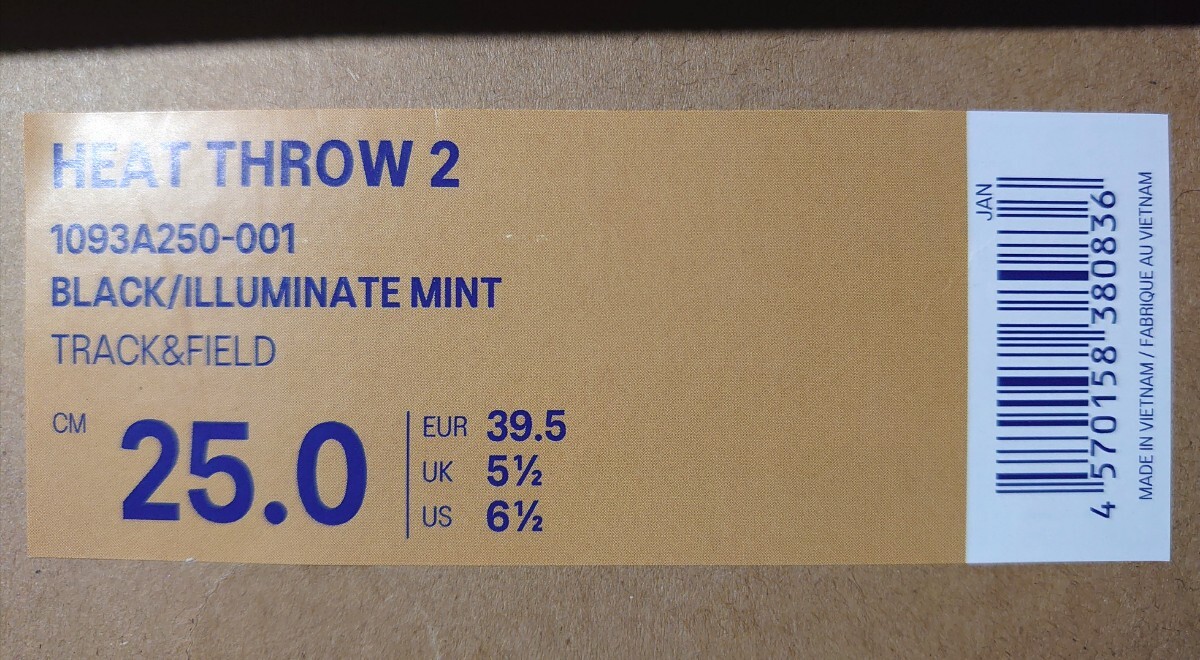 HEAT THROW 2
1093A250-001
BLACK/ILLUMINATE MINT
TRACK&FIELD
CM 25.0
EUR 39.5
UK 5½
US 6½
JAN
4 570158 380836
MADE IN VIETNAM / FABRIQUE AU VIETNAM